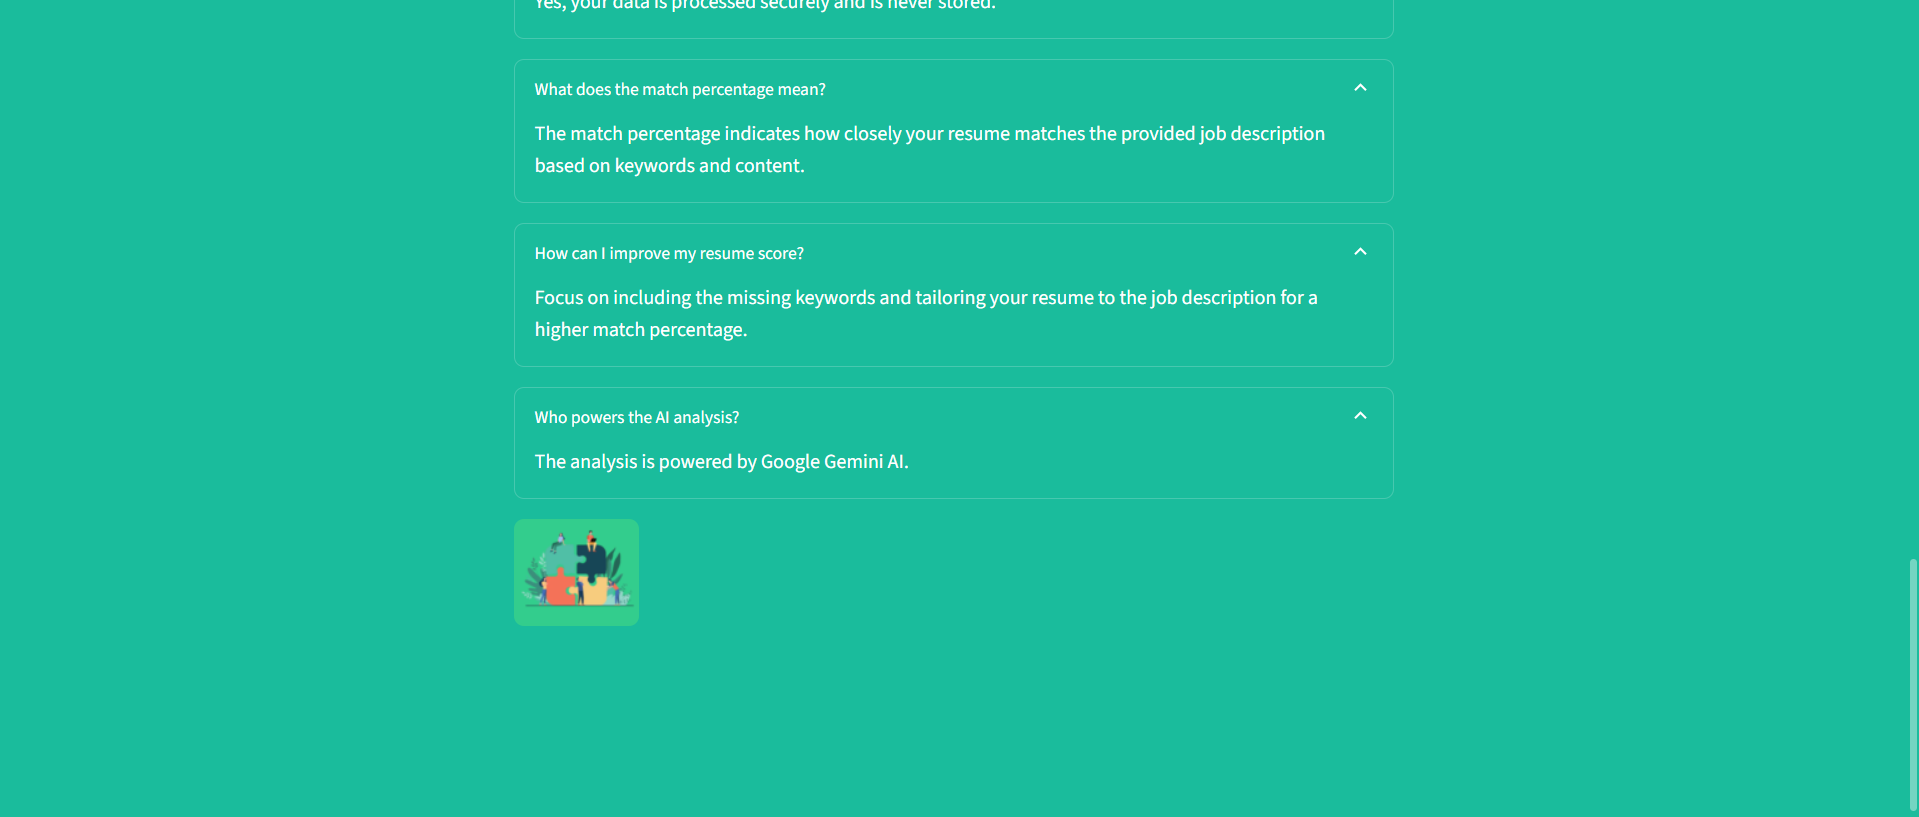 Yes, your data is processed securely and is never stored.
What does the match percentage mean?
The match percentage indicates how closely your resume matches the provided job description
based on keywords and content.
How can I improve my resume score?
Focus on including the missing keywords and tailoring your resume to the job description for a
higher match percentage.
Who powers the AI analysis?
The analysis is powered by Google Gemini AI.